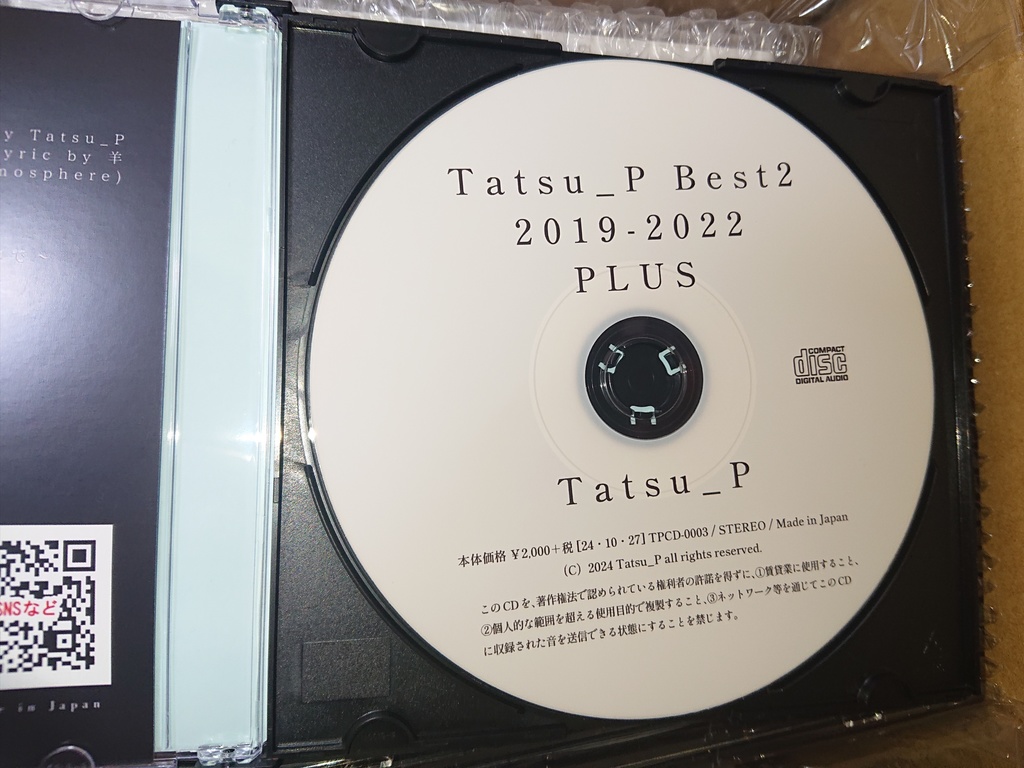 y Tatsu_P
yric by 羊
nosphere)
SNSなど
in Japan
Tatsu_P Best2
2019-2022
PLUS
COMPACT
disc
DIGITAL AUDIO
Tatsu_P
本体価格 ¥2,000+税 [24・10・27] TPCD-0003 / STEREO / Made in Japan
(C) 2024 Tatsu_P all rights reserved.
このCDを、著作権法で認められている権利者の許諾を得ずに、①賃貸業に使用すること、
②個人的な範囲を超える使用目的で複製すること、③ネットワーク等を通じてこのCD
に収録された音を送信できる状態にすることを禁じます。